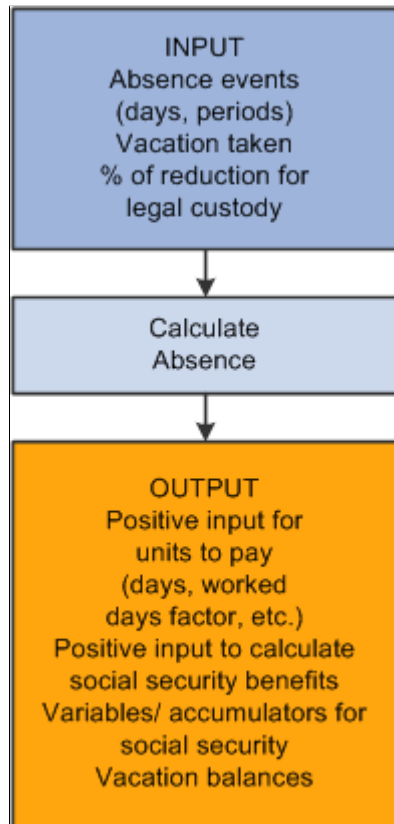 INPUT
Absence events
(days, periods)
Vacation taken
% of reduction for
legal custody
Calculate
Absence
OUTPUT
Positive input for
units to pay
(days, worked
days factor, etc.)
Positive input to calculate
social security benefits
Variables/ accumulators for
social security
Vacation balances